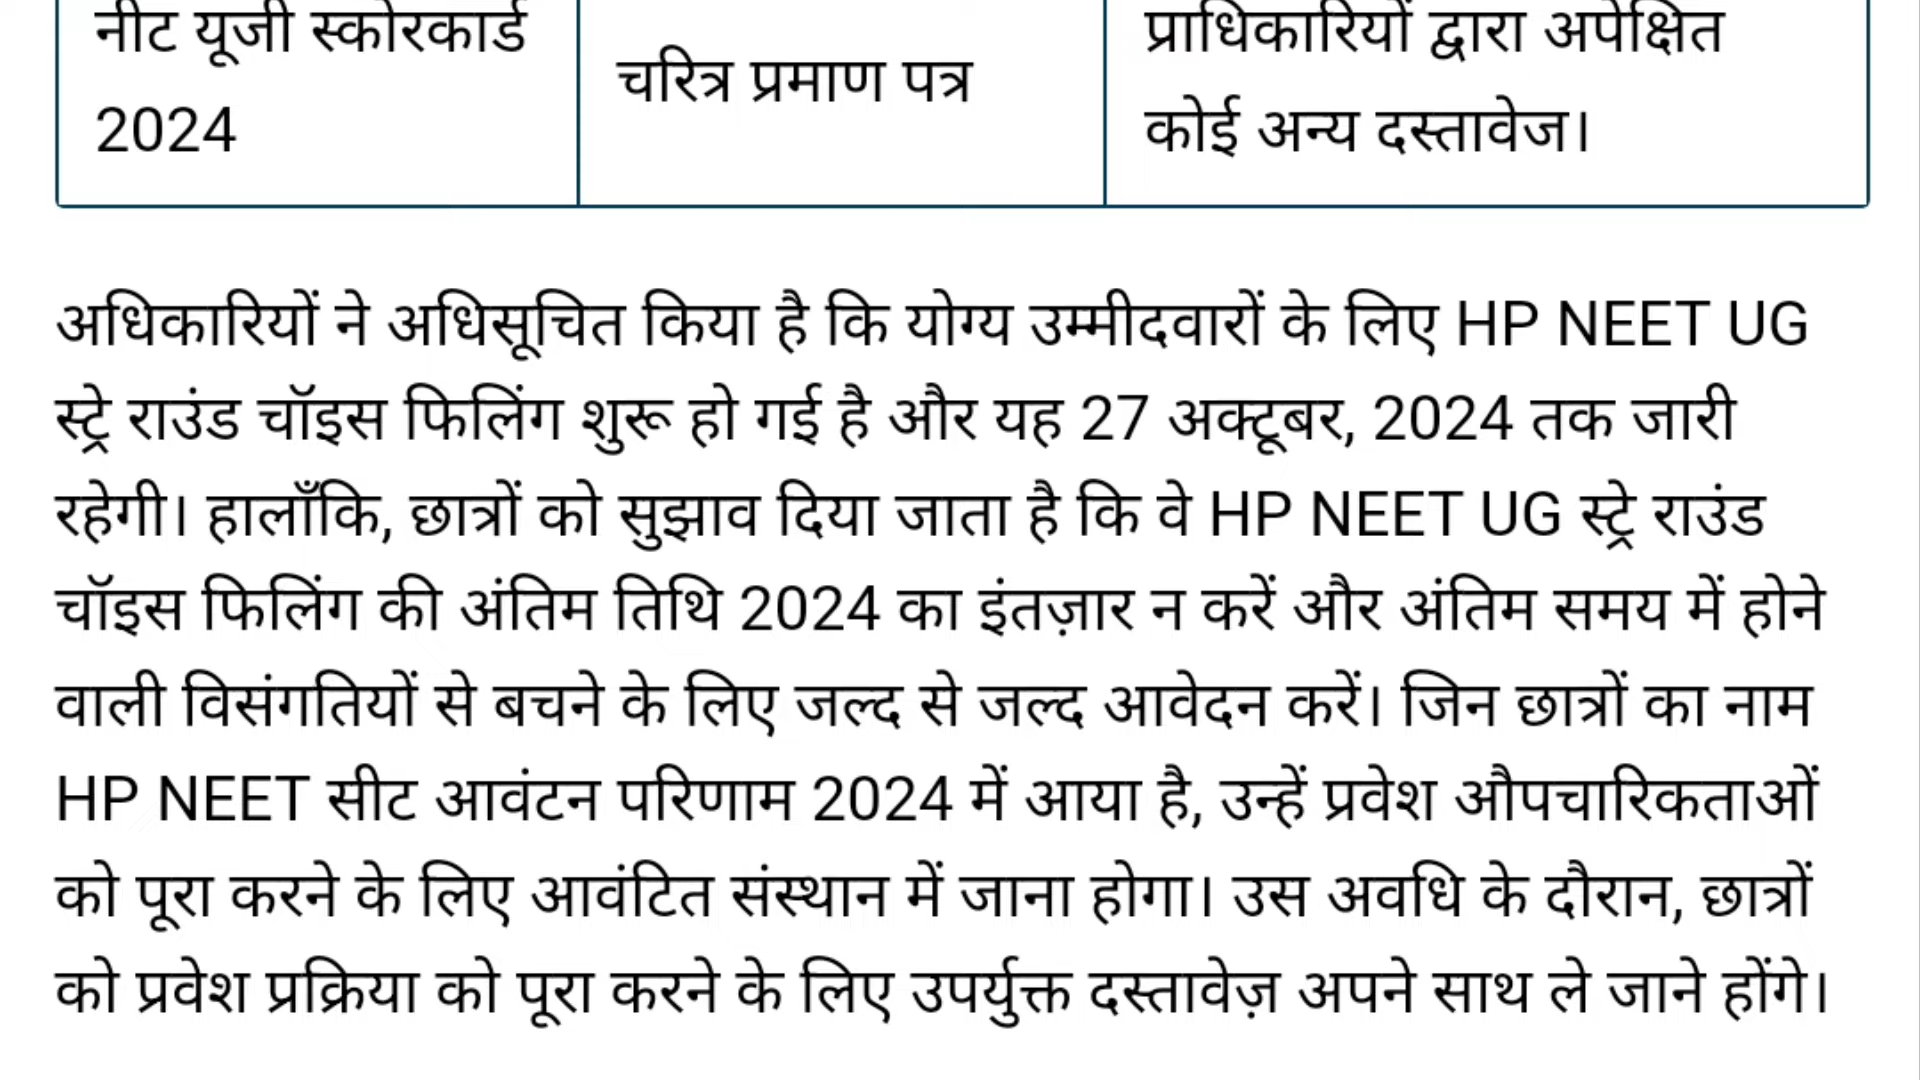 नीट यूजी स्कोरकार्ड
2024
चरित्र प्रमाण पत्र
प्राधिकारियों द्वारा अपेक्षित
कोई अन्य दस्तावेज।
अधिकारियों ने अधिसूचित किया है कि योग्य उम्मीदवारों के लिए HP NEET UG
स्ट्रे राउंड चॉइस फिलिंग शुरू हो गई है और यह 27 अक्टूबर, 2024 तक जारी
रहेगी। हालाँकि, छात्रों को सुझाव दिया जाता है कि वे HP NEET UG स्ट्रे राउंड
चॉइस फिलिंग की अंतिम तिथि 2024 का इंतज़ार न करें और अंतिम समय में होने
वाली विसंगतियों से बचने के लिए जल्द से जल्द आवेदन करें। जिन छात्रों का नाम
HP NEET सीट आवंटन परिणाम 2024 में आया है, उन्हें प्रवेश औपचारिकताओं
को पूरा करने के लिए आवंटित संस्थान में जाना होगा। उस अवधि के दौरान, छात्रों
को प्रवेश प्रक्रिया को पूरा करने के लिए उपर्युक्त दस्तावेज़ अपने साथ ले जाने होंगे।